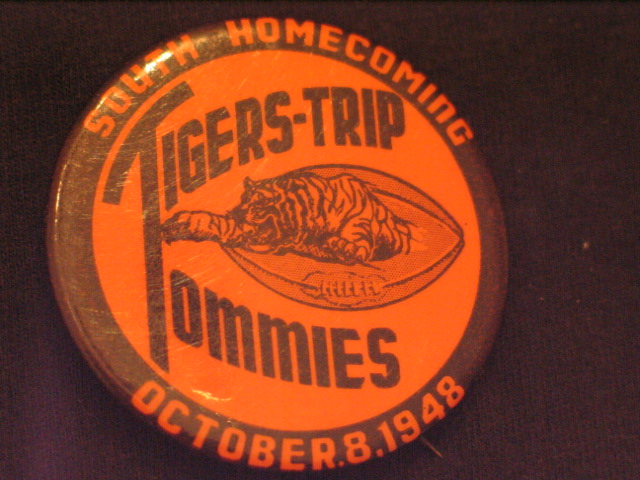 SOUTH HOMECOMING
TIGERS-TRIP
TOMMIES
OCTOBER.8.1948